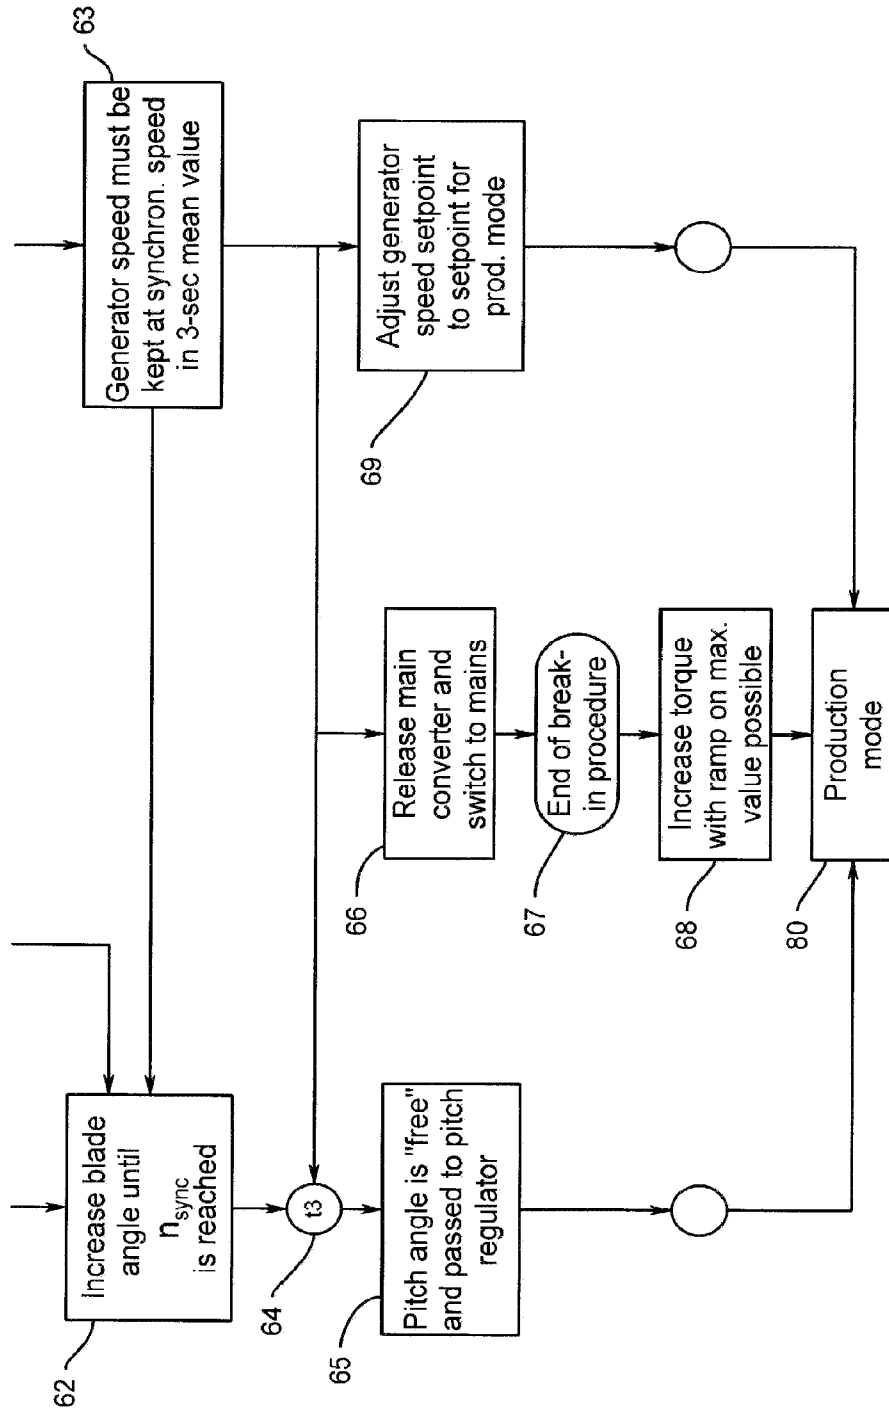 62
Increase blade
angle until
nsync
is reached
63
Generator speed must be
kept at synchron. speed
in 3-sec mean value
64
t3
65
Pitch angle is "free"
and passed to pitch
regulator
66
Release main
converter and
switch to mains
69
Adjust generator
speed setpoint
to setpoint for
prod. mode
67
End of break-
in procedure
68
Increase torque
with ramp on max.
value possible
80
Production
mode